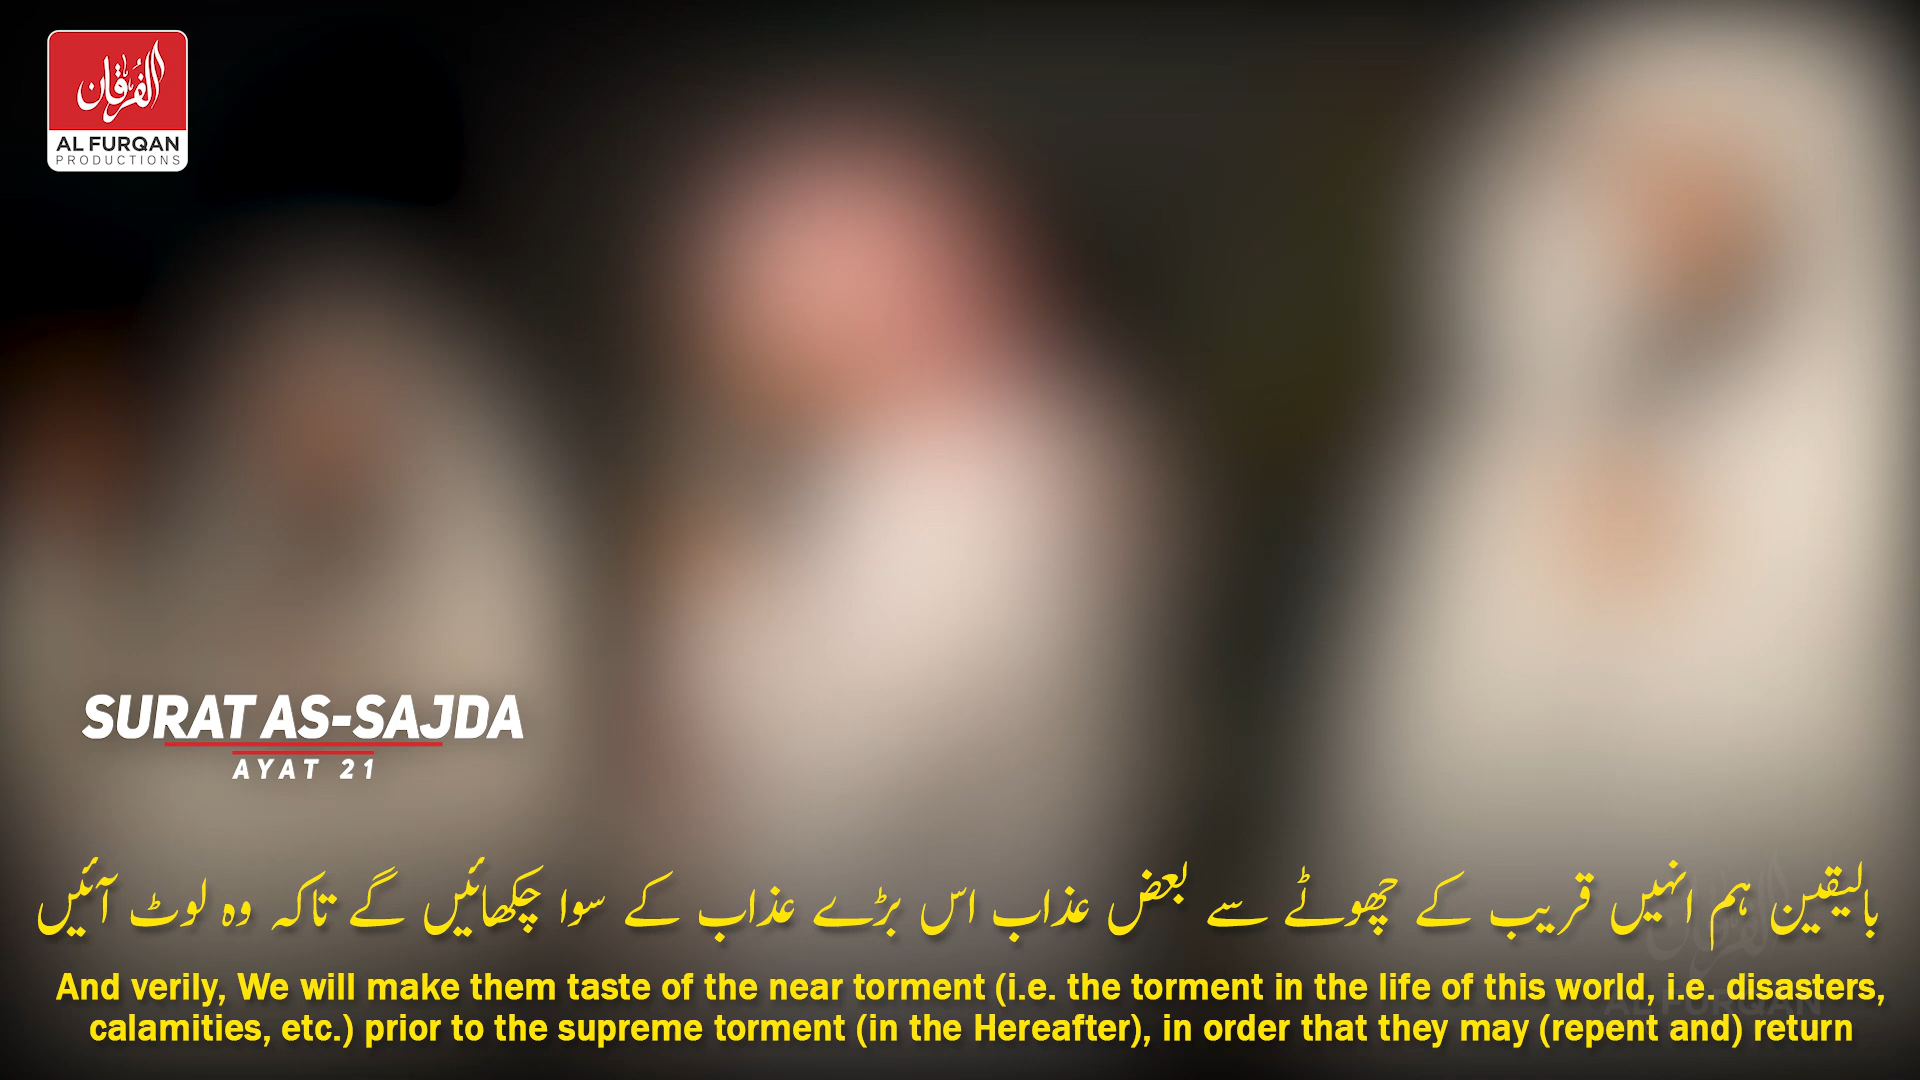 الفرقان
AL FURQAN
PRODUCTIONS
SURAT AS-SAJDA
AYAT 21
بالیقین ہم انہیں قریب کے چھوٹے سے بعض عذاب اس بڑے عذاب کے سوا چکھائیں گے تاکہ وہ لوٹ آئیں
And verily, We will make them taste of the near torment (i.e. the torment in the life of this world, i.e. disasters,
calamities, etc.) prior to the supreme torment (in the Hereafter), in order that they may (repent and) return
الفرقان
AL FURQAN